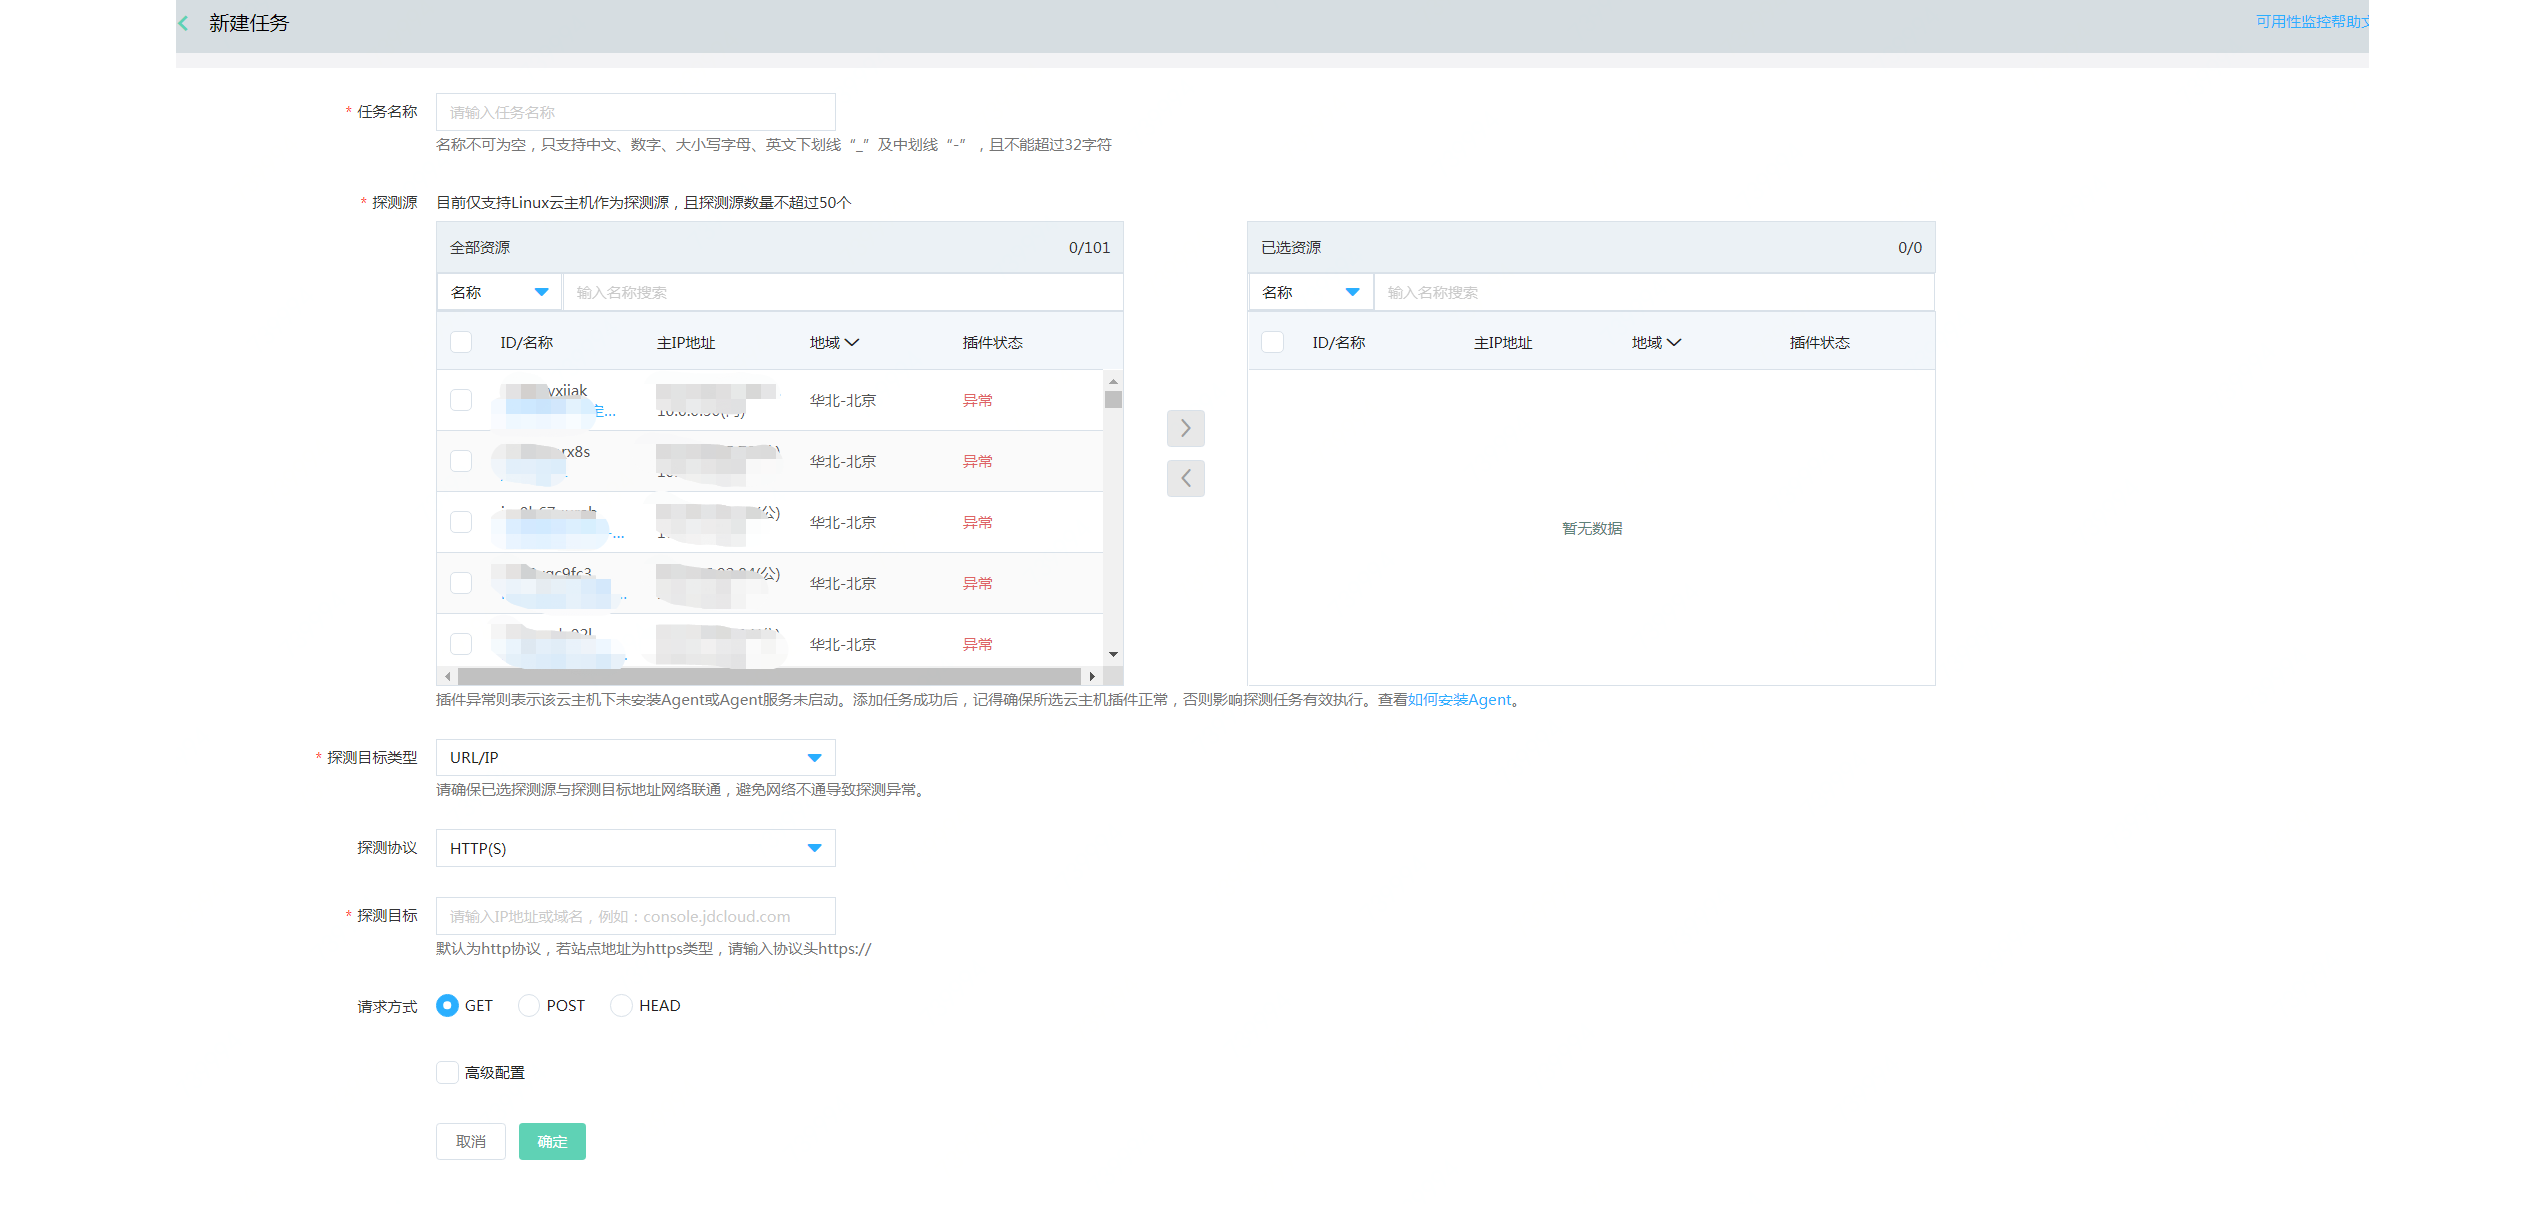 新建任务
可用性监控帮助文
* 任务名称
请输入任务名称
名称不可为空，只支持中文、数字、大小写字母、英文下划线“_”及中划线“-”，且不能超过32字符
* 探测源
目前仅支持Linux云主机作为探测源，且探测源数量不超过50个
全部资源 0/101
名称 输入名称搜索
ID/名称 主IP地址 地域 插件状态
华北-北京 异常
rx8s 华北-北京 异常
(公) 华北-北京 异常
(公) 华北-北京 异常
华北-北京 异常
已选资源 0/0
名称 输入名称搜索
ID/名称 主IP地址 地域 插件状态
暂无数据
插件异常则表示该云主机下未安装Agent或Agent服务未启动。添加任务成功后，记得确保所选云主机插件正常，否则影响探测任务有效执行。查看如何安装Agent。
* 探测目标类型
URL/IP
请确保已选探测源与探测目标地址网络联通，避免网络不通导致探测异常。
探测协议
HTTP(S)
* 探测目标
请输入IP地址或域名，例如：console.jdcloud.com
默认为http协议，若站点地址为https类型，请输入协议头https://
请求方式
GET POST HEAD
高级配置
取消 确定